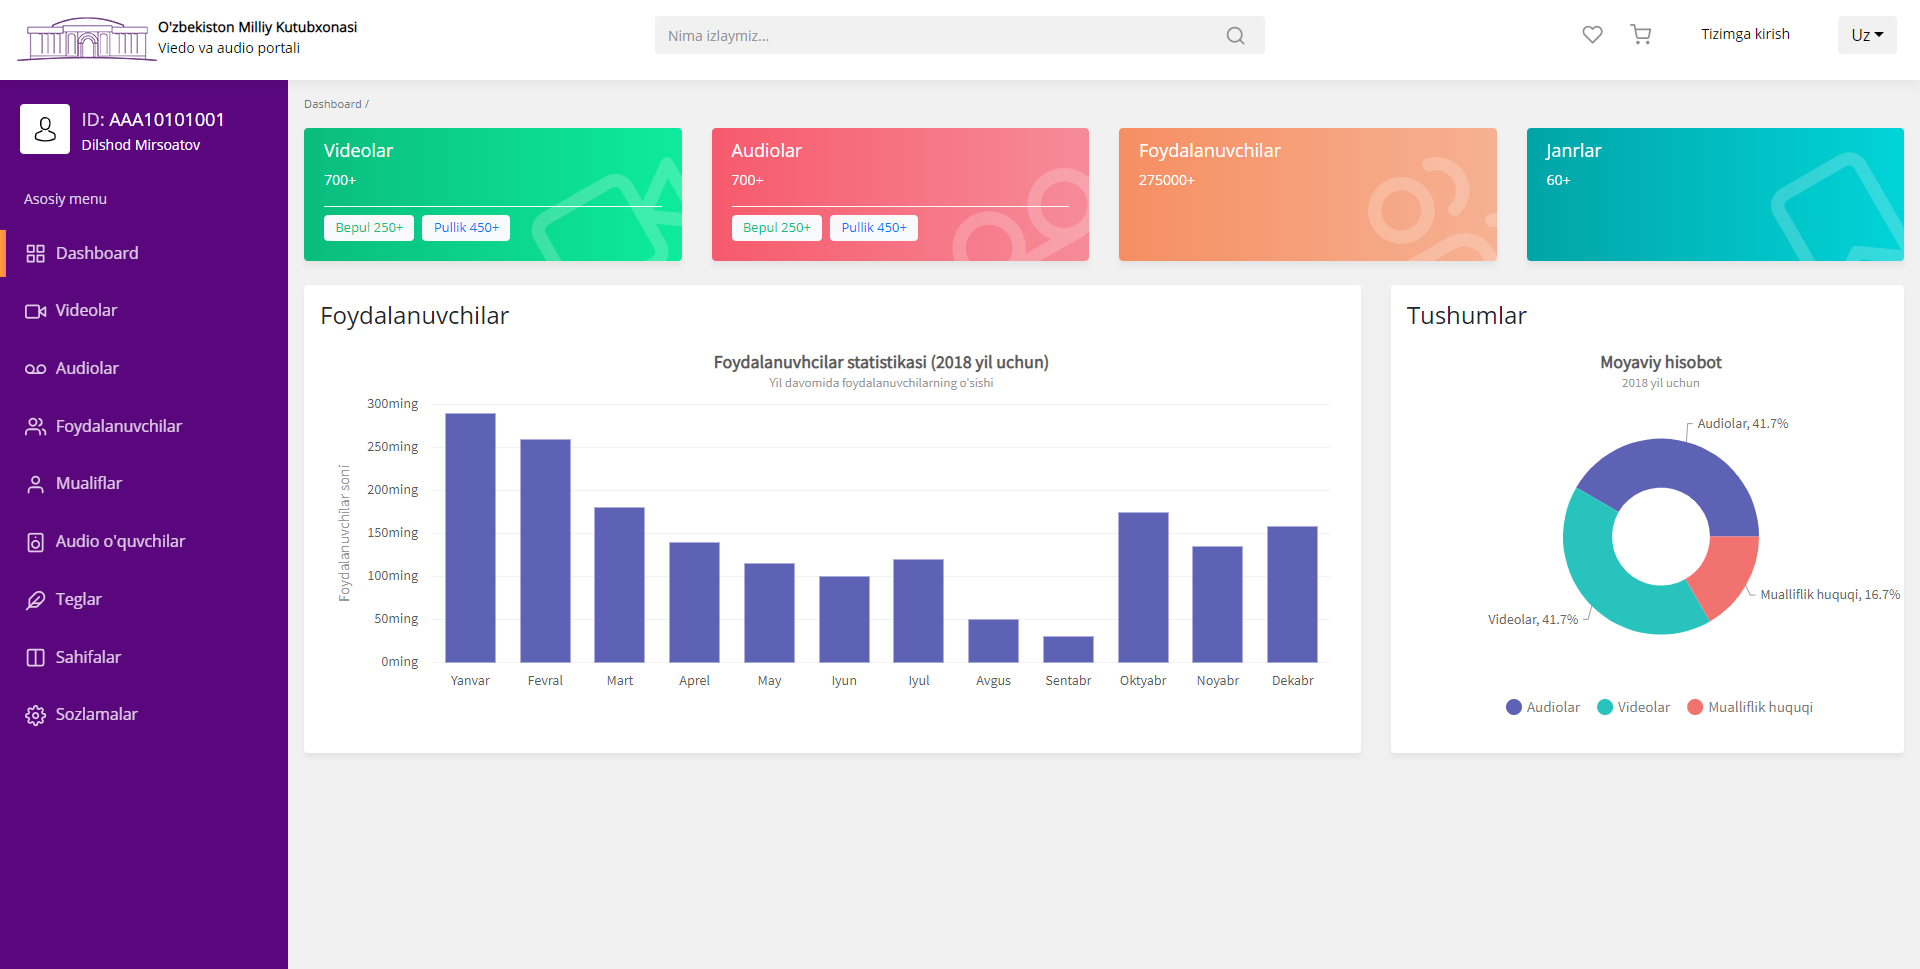 O'zbekiston Milliy Kutubxonasi
Viedo va audio portali
Nima izlaymiz...
Tizimga kirish
Uz
ID: AAA10101001
Dilshod Mirsoatov
Asosiy menu
Dashboard
Videolar
Audiolar
Foydalanuvchilar
Mualiflar
Audio o'quvchilar
Teglar
Sahifalar
Sozlamalar
Dashboard /
Videolar
700+
Bepul 250+
Pullik 450+
Audiolar
700+
Bepul 250+
Pullik 450+
Foydalanuvchilar
275000+
Janrlar
60+
Foydalanuvchilar
Foydalanuvhcilar statistikasi (2018 yil uchun)
Yil davomida foydalanuvchilarning o'sishi
Foydalanuvchilar soni
300ming
250ming
200ming
150ming
100ming
50ming
0ming
Yanvar
Fevral
Mart
Aprel
May
Iyun
Iyul
Avgus
Sentabr
Oktyabr
Noyabr
Dekabr
Tushumlar
Moyaviy hisobot
2018 yil uchun
Audiolar, 41.7%
Mualliflik huquqi, 16.7%
Videolar, 41.7%
Audiolar
Videolar
Mualliflik huquqi